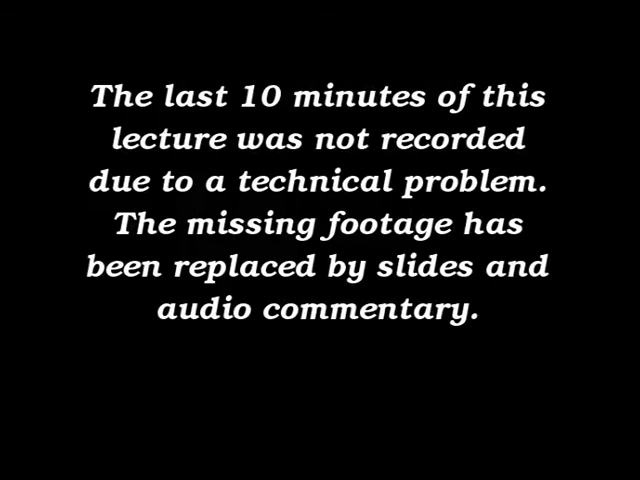 The last 10 minutes of this
lecture was not recorded
due to a technical problem.
The missing footage has
been replaced by slides and
audio commentary.